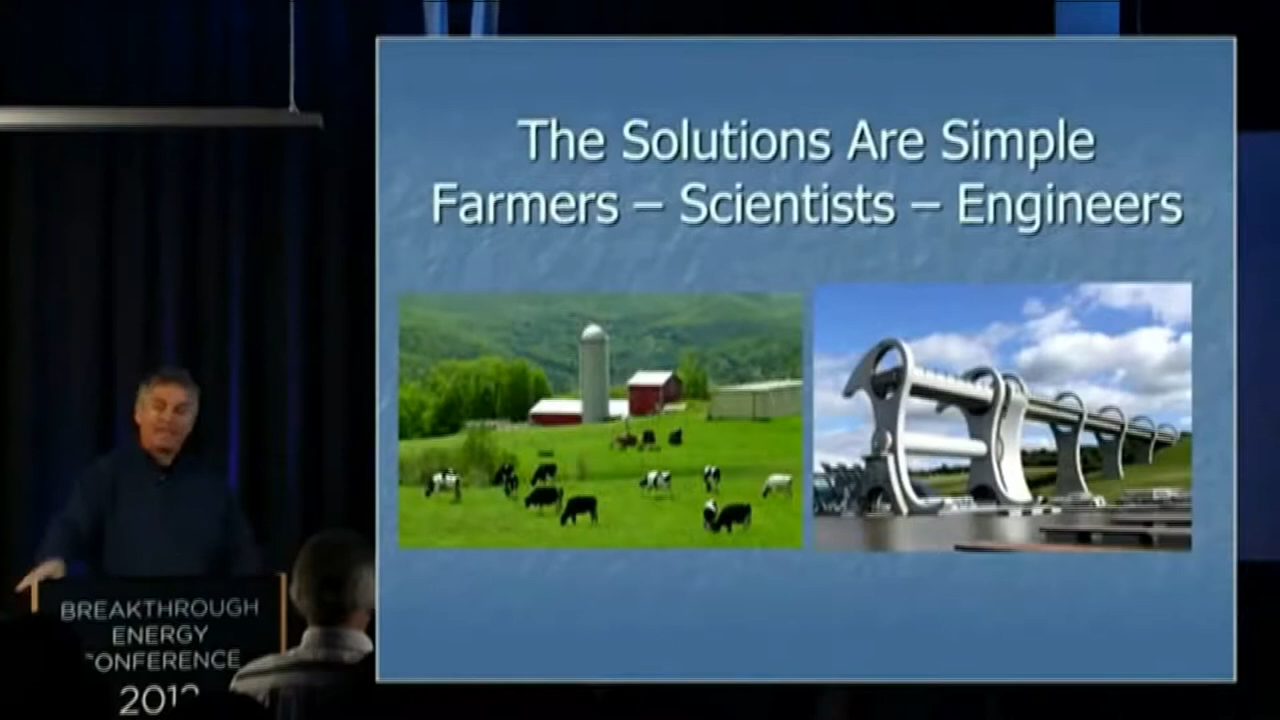 The Solutions Are Simple
Farmers – Scientists – Engineers
BREAKTHROUGH
ENERGY
CONFERENCE